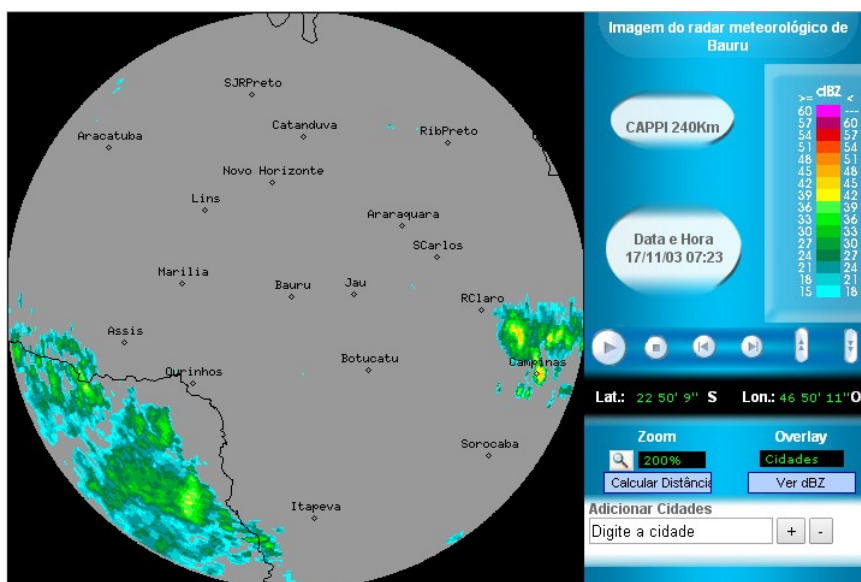 Imagem do radar meteorológico de
Bauru
CAPPI 240Km
>= dBZ <
60 ---
57 60
54 57
51 54
48 51
45 48
42 45
39 42
36 39
33 36
30 33
27 30
24 27
21 24
18 21
15 18
Data e Hora
17/11/03 07:23
SJRPreto
Catanduva
RibPreto
Aracatuba
Novo Horizonte
Lins
Araraquara
SCarlos
Marilia
Bauru
Jau
RClaro
Assis
Botucatu
Campinas
Ourinhos
Sorocaba
Itapeva
Lat.: 22 50' 9" S Lon.: 46 50' 11"O
Zoom Overlay
200% Cidades
Calcular Distânci Ver dBZ
Adicionar Cidades
Digite a cidade + -